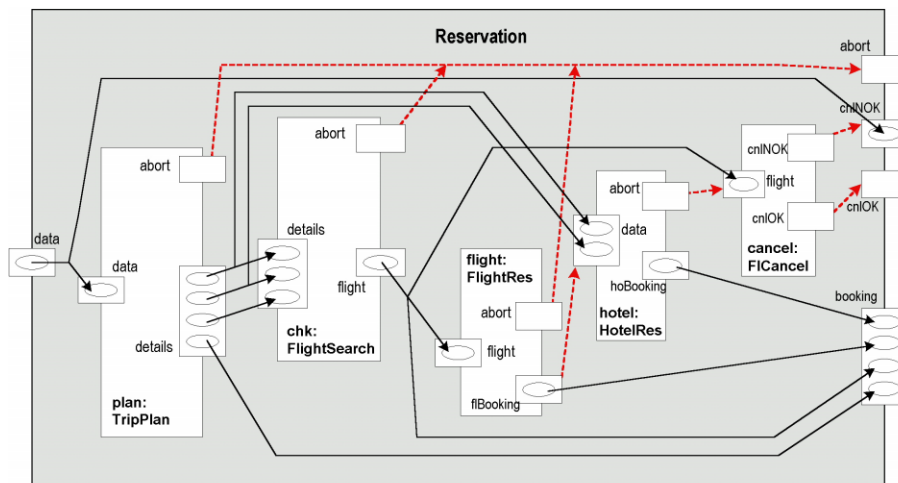 Reservation
abort
cnlNOK
cnlOK
booking
data
data
abort
details
plan:
TripPlan
abort
details
flight
chk:
FlightSearch
flight:
FlightRes
abort
flight
flBooking
abort
data
hoBooking
hotel:
HotelRes
cnlNOK
flight
cnlOK
cancel:
FlCancel